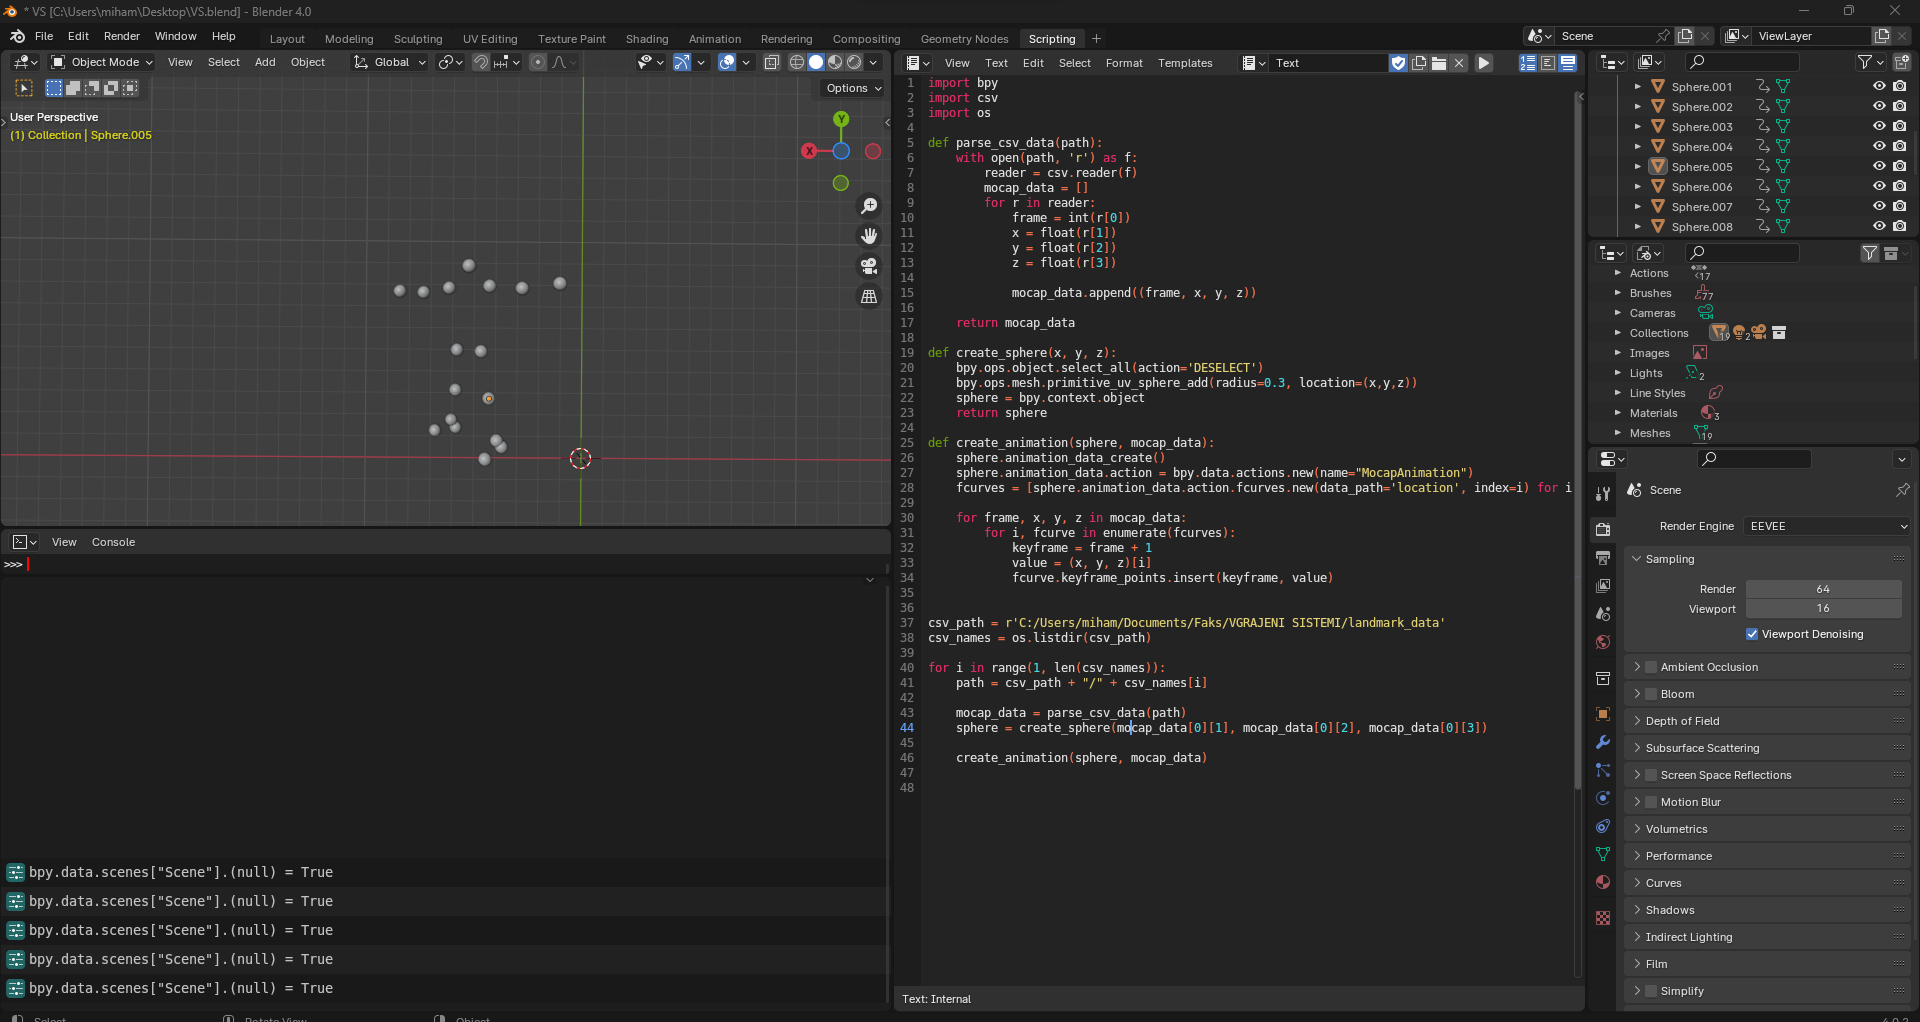 * VS [C:\Users\miham\Desktop\VS.blend] - Blender 4.0
File Edit Render Window Help
Layout Modeling Sculpting UV Editing Texture Paint Shading Animation Rendering Compositing Geometry Nodes Scripting +
Scene
ViewLayer
Object Mode View Select Add Object
Global
Options
User Perspective
(1) Collection | Sphere.005
Y
X
View Console
>>>
bpy.data.scenes["Scene"].(null) = True
bpy.data.scenes["Scene"].(null) = True
bpy.data.scenes["Scene"].(null) = True
bpy.data.scenes["Scene"].(null) = True
bpy.data.scenes["Scene"].(null) = True
Select
Rotate View
Object
View Text Edit Select Format Templates
Text
1 import bpy
2 import csv
3 import os
4
5 def parse_csv_data(path):
6     with open(path, 'r') as f:
7         reader = csv.reader(f)
8         mocap_data = []
9         for r in reader:
10             frame = int(r[0])
11             x = float(r[1])
12             y = float(r[2])
13             z = float(r[3])
14
15             mocap_data.append((frame, x, y, z))
16
17     return mocap_data
18
19 def create_sphere(x, y, z):
20     bpy.ops.object.select_all(action='DESELECT')
21     bpy.ops.mesh.primitive_uv_sphere_add(radius=0.3, location=(x,y,z))
22     sphere = bpy.context.object
23     return sphere
24
25 def create_animation(sphere, mocap_data):
26     sphere.animation_data_create()
27     sphere.animation_data.action = bpy.data.actions.new(name="MocapAnimation")
28     fcurves = [sphere.animation_data.action.fcurves.new(data_path='location', index=i) for i
29
30     for frame, x, y, z in mocap_data:
31         for i, fcurve in enumerate(fcurves):
32             keyframe = frame + 1
33             value = (x, y, z)[i]
34             fcurve.keyframe_points.insert(keyframe, value)
35
36
37 csv_path = r'C:/Users/miham/Documents/Faks/VGRAJENI SISTEMI/landmark_data'
38 csv_names = os.listdir(csv_path)
39
40 for i in range(1, len(csv_names)):
41     path = csv_path + "/" + csv_names[i]
42
43     mocap_data = parse_csv_data(path)
44     sphere = create_sphere(mocap_data[0][1], mocap_data[0][2], mocap_data[0][3])
45
46     create_animation(sphere, mocap_data)
47
48
Text: Internal
Sphere.001
Sphere.002
Sphere.003
Sphere.004
Sphere.005
Sphere.006
Sphere.007
Sphere.008
Actions 17
Brushes 77
Cameras
Collections 19 2
Images
Lights 2
Line Styles
Materials 3
Meshes 19
Scene
Render Engine EEVEE
Sampling
Render 64
Viewport 16
Viewport Denoising
Ambient Occlusion
Bloom
Depth of Field
Subsurface Scattering
Screen Space Reflections
Motion Blur
Volumetrics
Performance
Curves
Shadows
Indirect Lighting
Film
Simplify